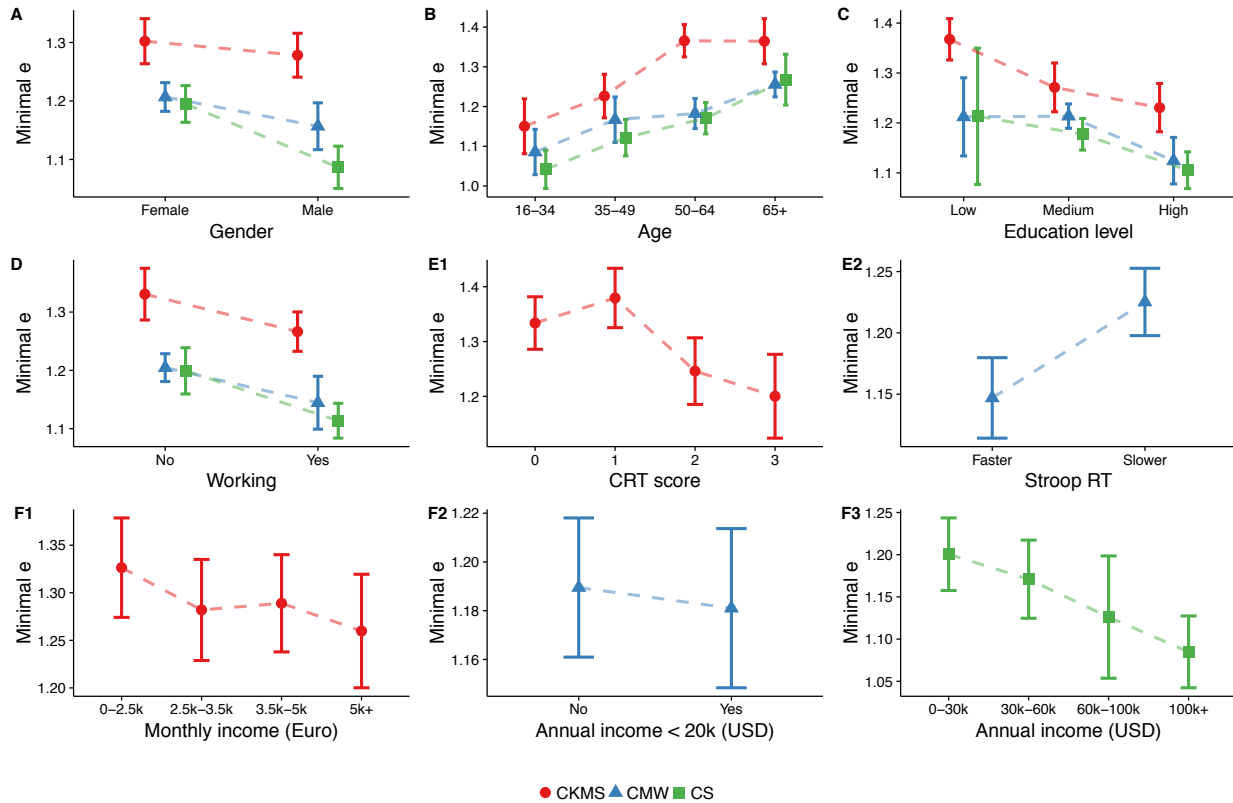 A
Minimal e
1.3
1.2
1.1
Female Male
Gender
B
Minimal e
1.4
1.3
1.2
1.1
1.0
16–34 35–49 50–64 65+
Age
C
Minimal e
1.4
1.3
1.2
1.1
Low Medium High
Education level
D
Minimal e
1.3
1.2
1.1
No Yes
Working
E1
Minimal e
1.4
1.3
1.2
0 1 2 3
CRT score
E2
Minimal e
1.25
1.20
1.15
Faster Slower
Stroop RT
F1
Minimal e
1.35
1.30
1.25
1.20
0–2.5k 2.5k–3.5k 3.5k–5k 5k+
Monthly income (Euro)
F2
Minimal e
1.22
1.20
1.18
1.16
No Yes
Annual income < 20k (USD)
F3
Minimal e
1.25
1.20
1.15
1.10
1.05
0–30k 30k–60k 60k–100k 100k+
Annual income (USD)
CKMS CMW CS